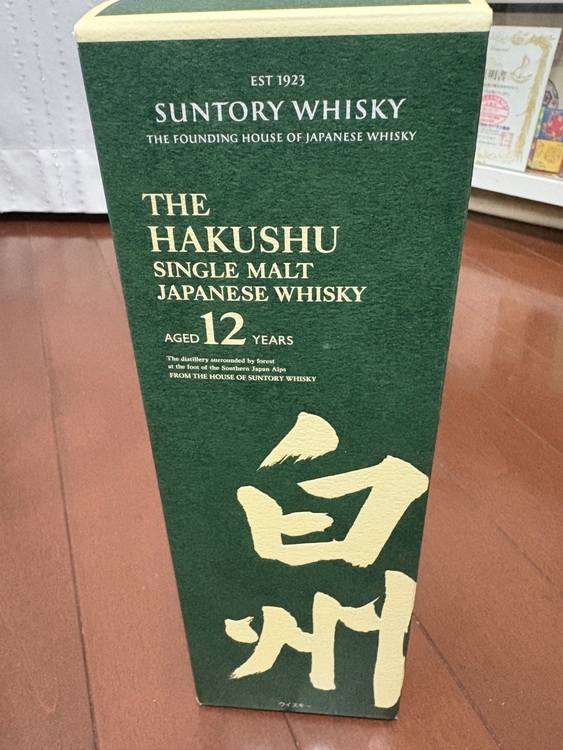 EST 1923
SUNTORY WHISKY
THE FOUNDING HOUSE OF JAPANESE WHISKY
THE
HAKUSHU
SINGLE MALT
JAPANESE WHISKY
AGED 12 YEARS
The distillery surrounded by forest
at the foot of the Southern Japan Alps
FROM THE HOUSE OF SUNTORY WHISKY
白
州
ウイスキー
明書